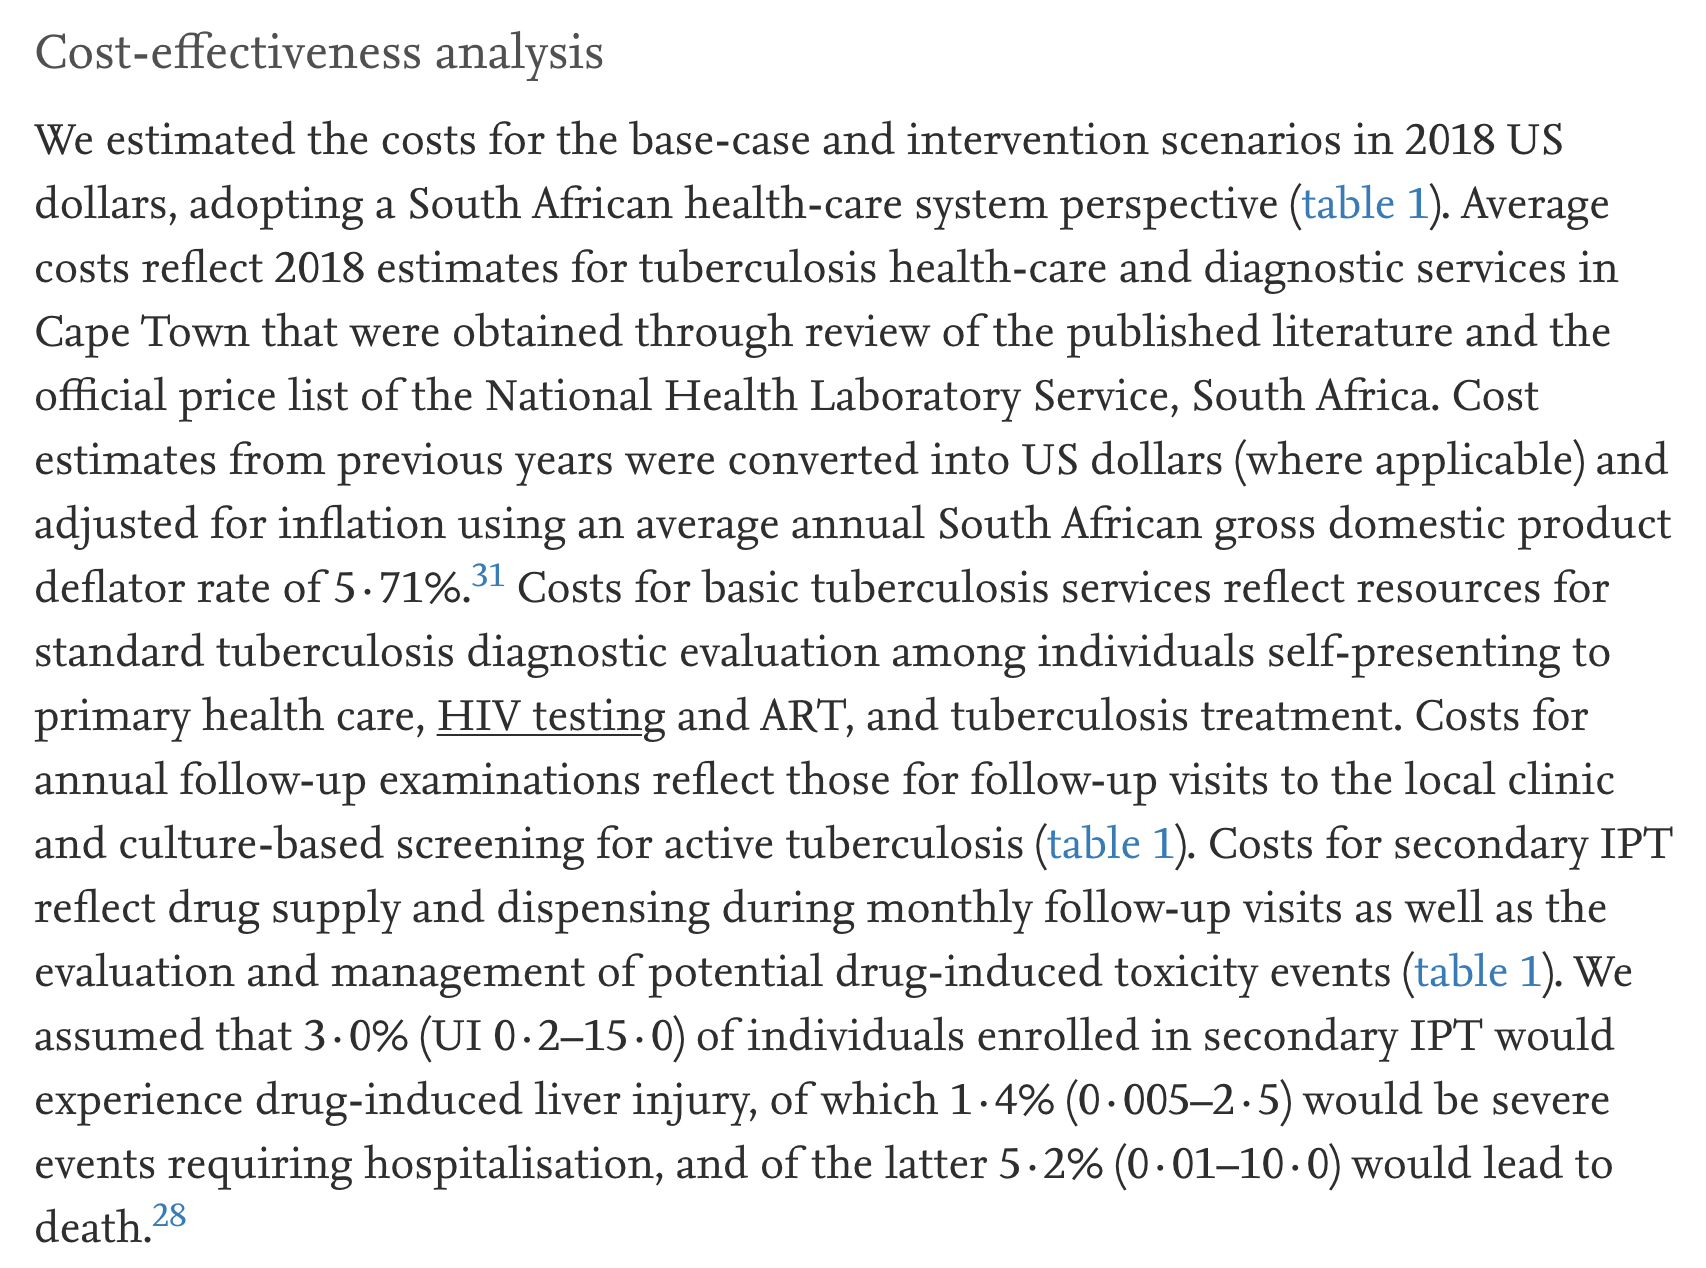 Cost-effectiveness analysis
We estimated the costs for the base-case and intervention scenarios in 2018 US
dollars, adopting a South African health-care system perspective (table 1). Average
costs reflect 2018 estimates for tuberculosis health-care and diagnostic services in
Cape Town that were obtained through review of the published literature and the
official price list of the National Health Laboratory Service, South Africa. Cost
estimates from previous years were converted into US dollars (where applicable) and
adjusted for inflation using an average annual South African gross domestic product
deflator rate of 5·71%.31 Costs for basic tuberculosis services reflect resources for
standard tuberculosis diagnostic evaluation among individuals self-presenting to
primary health care, HIV testing and ART, and tuberculosis treatment. Costs for
annual follow-up examinations reflect those for follow-up visits to the local clinic
and culture-based screening for active tuberculosis (table 1). Costs for secondary IPT
reflect drug supply and dispensing during monthly follow-up visits as well as the
evaluation and management of potential drug-induced toxicity events (table 1). We
assumed that 3·0% (UI 0·2–15·0) of individuals enrolled in secondary IPT would
experience drug-induced liver injury, of which 1·4% (0·005–2·5) would be severe
events requiring hospitalisation, and of the latter 5·2% (0·01–10·0) would lead to
death.28